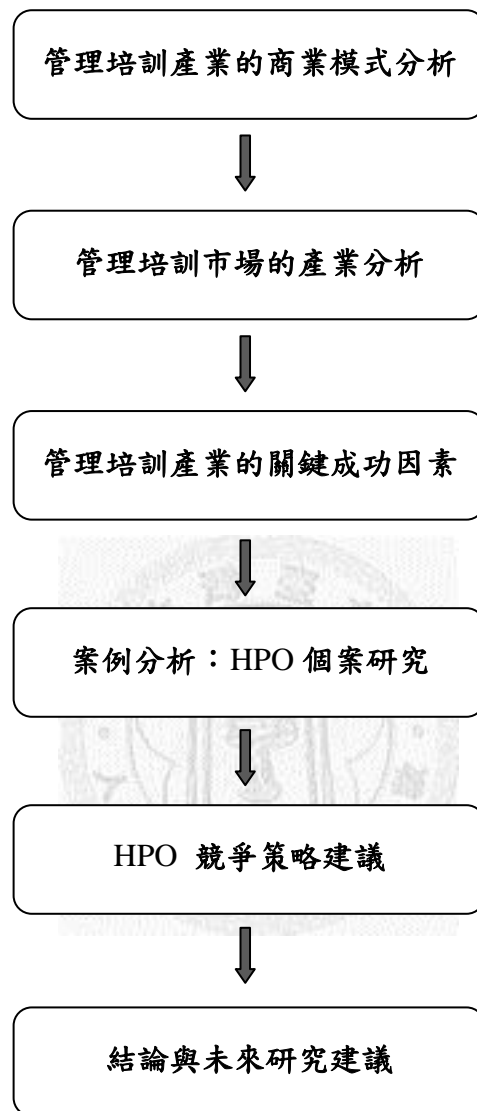 管理培訓產業的商業模式分析
管理培訓市場的產業分析
管理培訓產業的關鍵成功因素
案例分析：HPO 個案研究
HPO 競爭策略建議
結論與未來研究建議